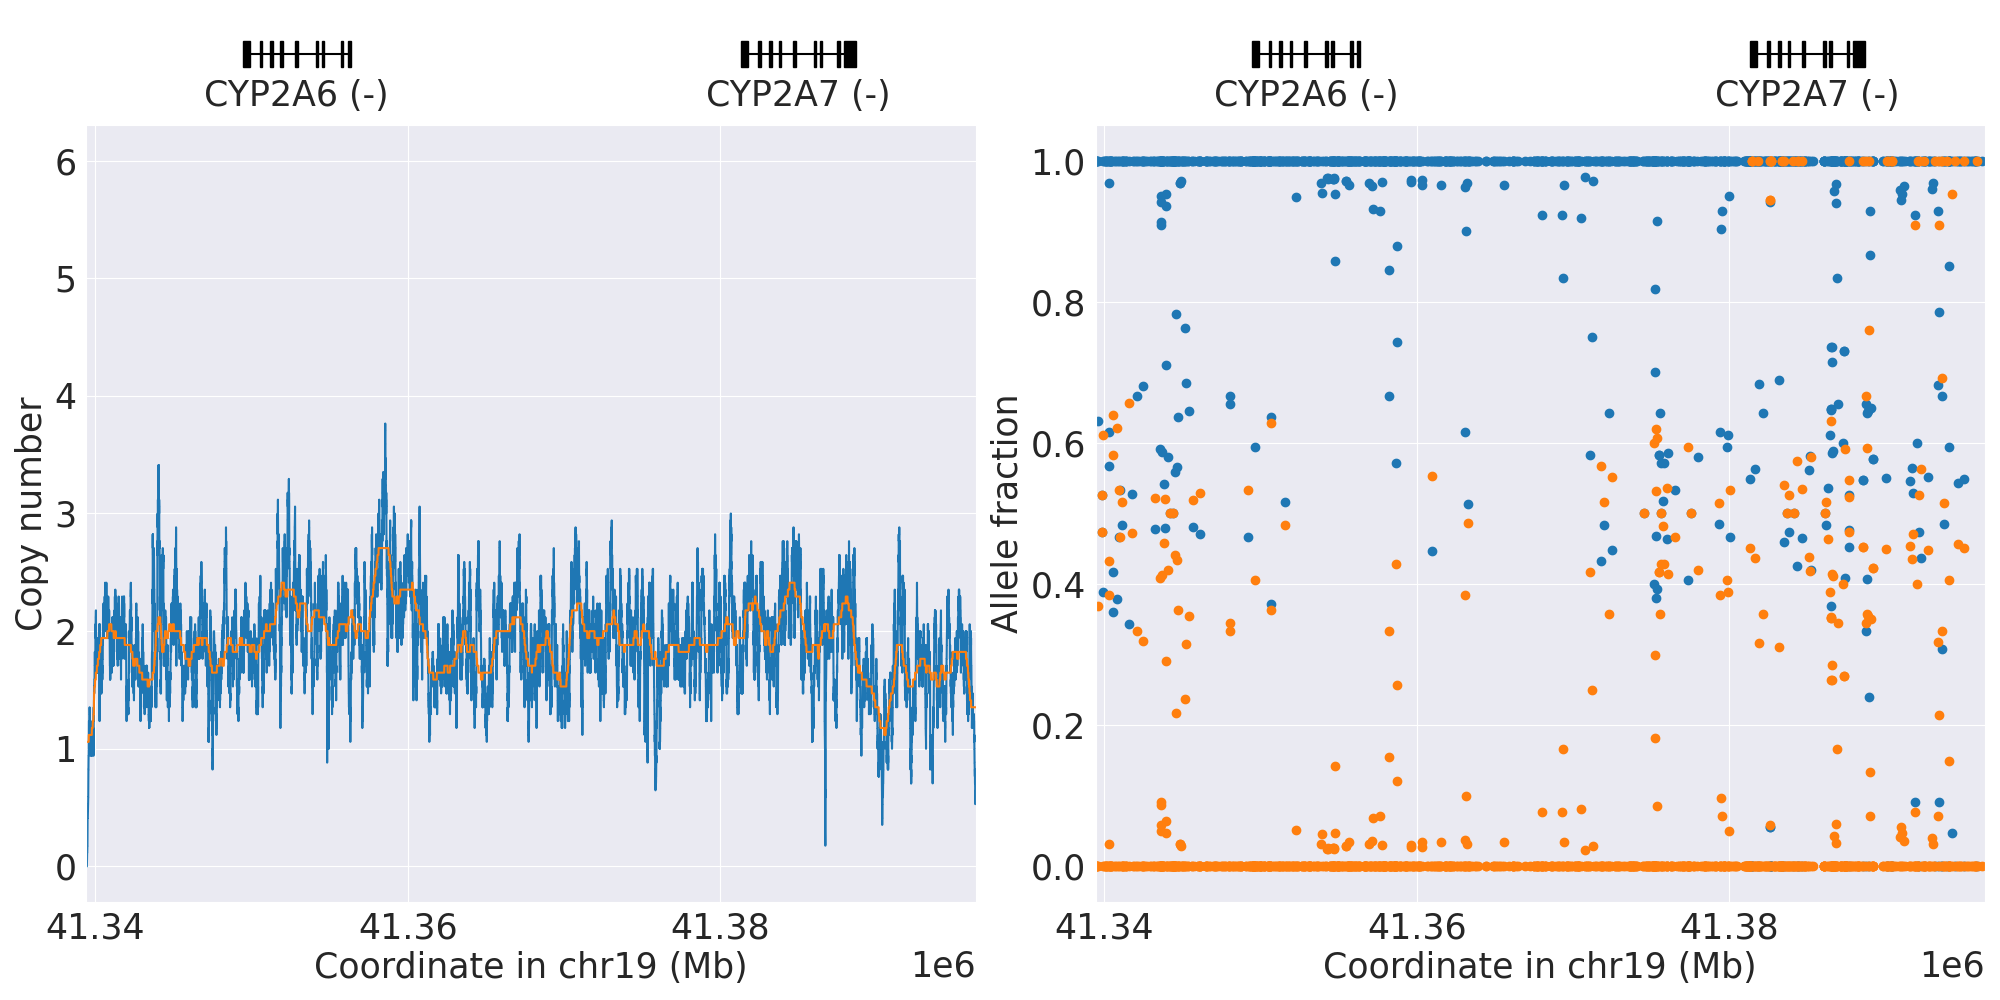 CYP2A6 (-)
CYP2A7 (-)
6
5
4
3
2
1
0
Copy number
41.34
41.36
41.38
Coordinate in chr19 (Mb)
1e6
CYP2A6 (-)
CYP2A7 (-)
1.0
0.8
0.6
0.4
0.2
0.0
Allele fraction
41.34
41.36
41.38
Coordinate in chr19 (Mb)
1e6